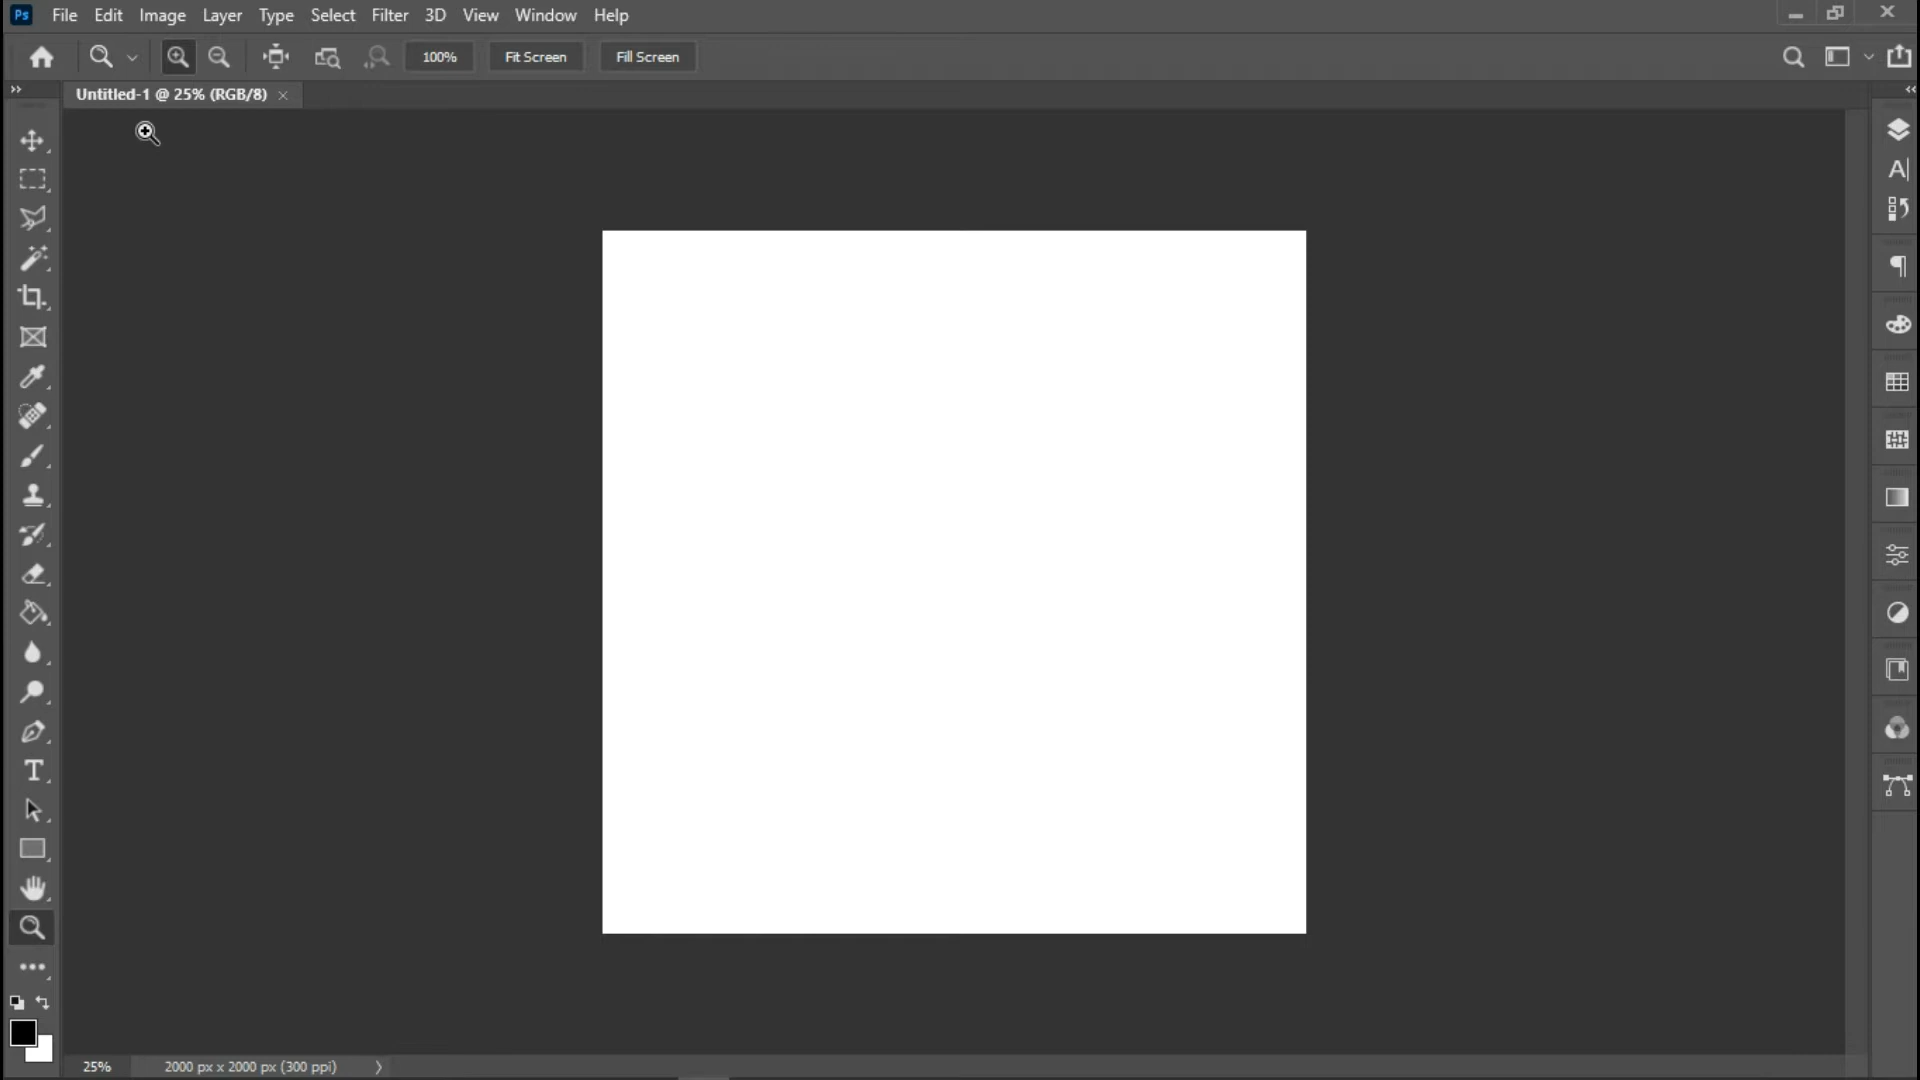 Ps File Edit Image Layer Type Select Filter 3D View Window Help
100% Fit Screen Fill Screen
Untitled-1 @ 25% (RGB/8)
25% 2000 px x 2000 px (300 ppi)